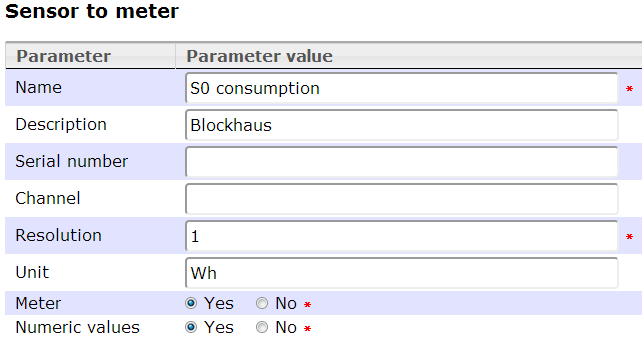 Sensor to meter
Parameter Parameter value
Name S0 consumption *
Description Blockhaus
Serial number
Channel
Resolution 1 *
Unit Wh
Meter Yes No *
Numeric values Yes No *